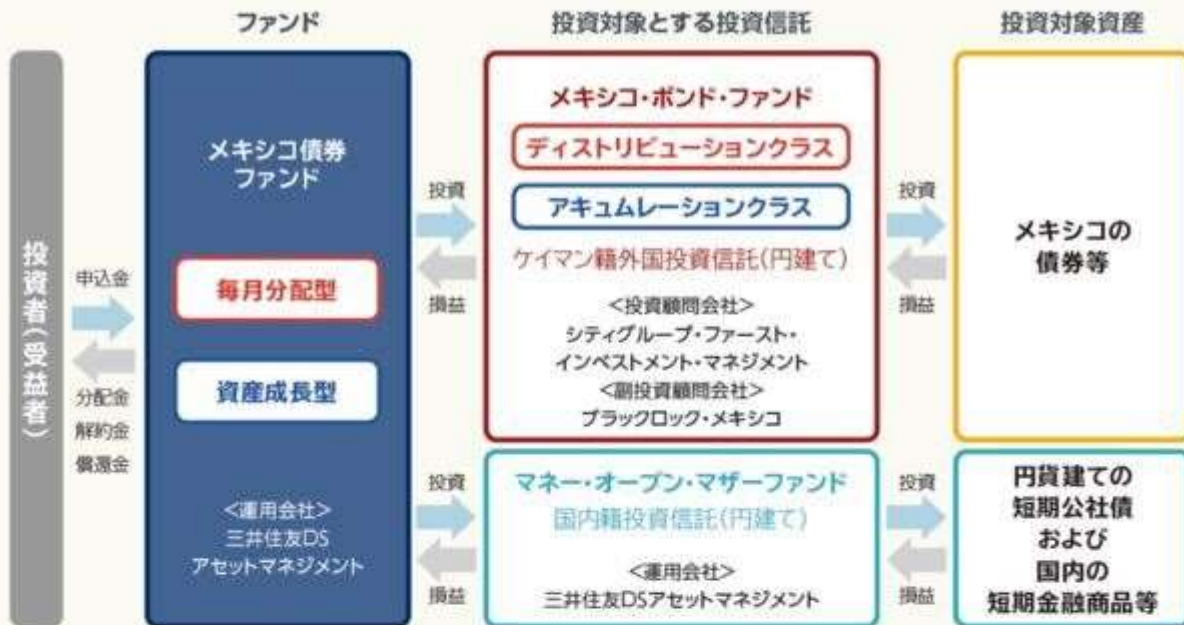 ファンド
投資対象とする投資信託
投資対象資産
投資者(受益者)
申込金
分配金
解約金
償還金
メキシコ債券
ファンド
毎月分配型
資産成長型
<運用会社>
三井住友DS
アセットマネジメント
投資
損益
メキシコ・ボンド・ファンド
ディストリビューションクラス
アキュムレーションクラス
ケイマン籍外国投資信託(円建て)
<投資顧問会社>
シティグループ・ファースト・
インベストメント・マネジメント
<副投資顧問会社>
ブラックロック・メキシコ
投資
損益
メキシコの
債券等
投資
損益
マネー・オープン・マザーファンド
国内籍投資信託(円建て)
<運用会社>
三井住友DSアセットマネジメント
投資
損益
円貨建ての
短期公社債
および
国内の
短期金融商品等